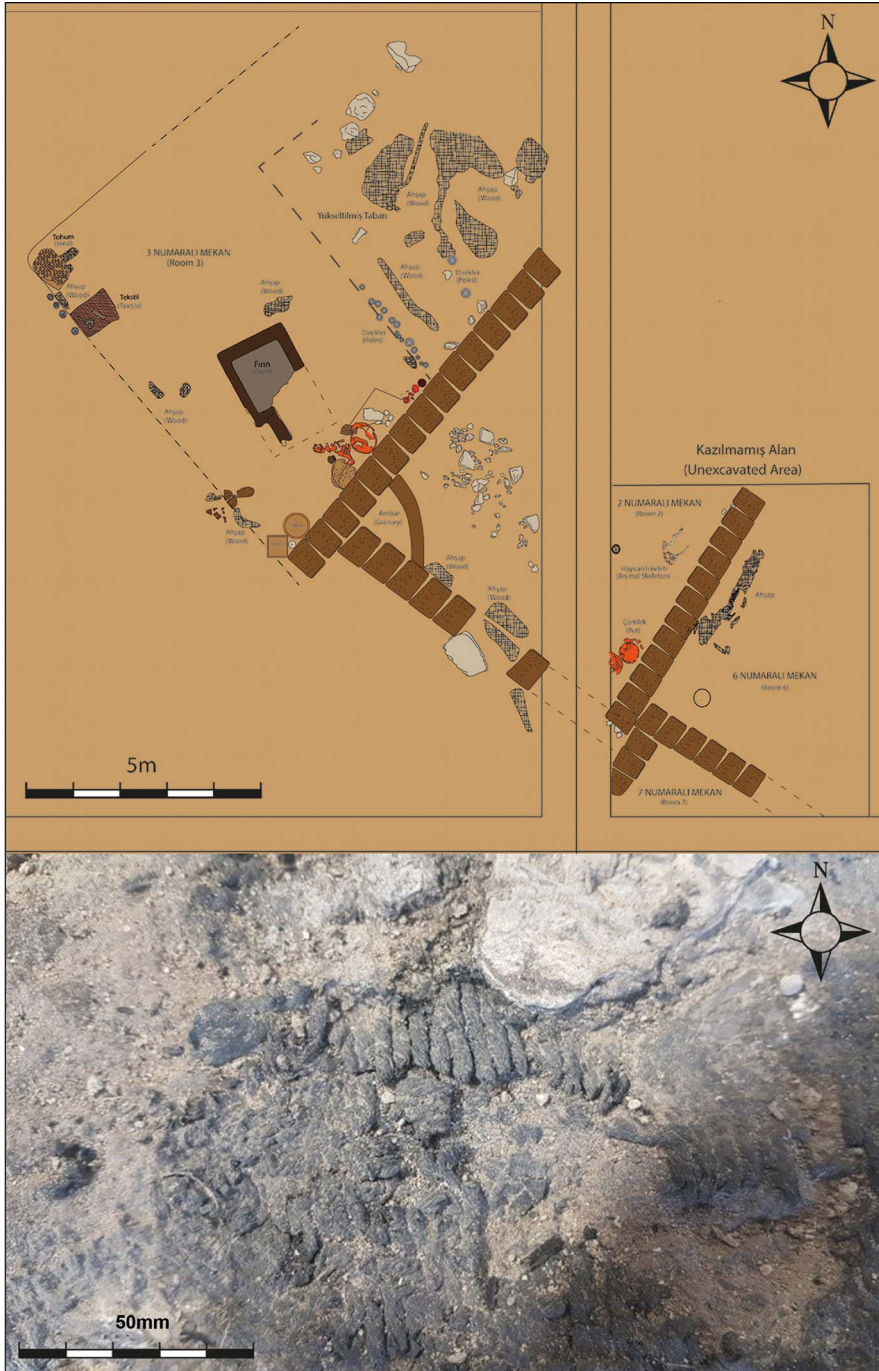 N
Ahşap
(Wood)
Ahşap
(Wood)
Yükseltilmiş Taban
Tohum
(Seed)
3 NUMARALI MEKAN
(Room 3)
Ahşap
(Wood)
Direkler
(Poles)
Ahşap
(Wood)
Tekstil
(Textile)
Ahşap
(Wood)
Direkler
(Poles)
Fırın
Ahşap
(Wood)
Kazılmamış Alan
(Unexcavated Area)
2 NUMARALI MEKAN
(Room 2)
Ambar
(Granary)
Ahşap
(Wood)
Ahşap
(Wood)
Hayvan İskeleti
(Animal Skeleton)
Ahşap
(Wood)
Ahşap
Çömlek
(Pot)
6 NUMARALI MEKAN
(Room 6)
5m
7 NUMARALI MEKAN
(Room 7)
N
50mm